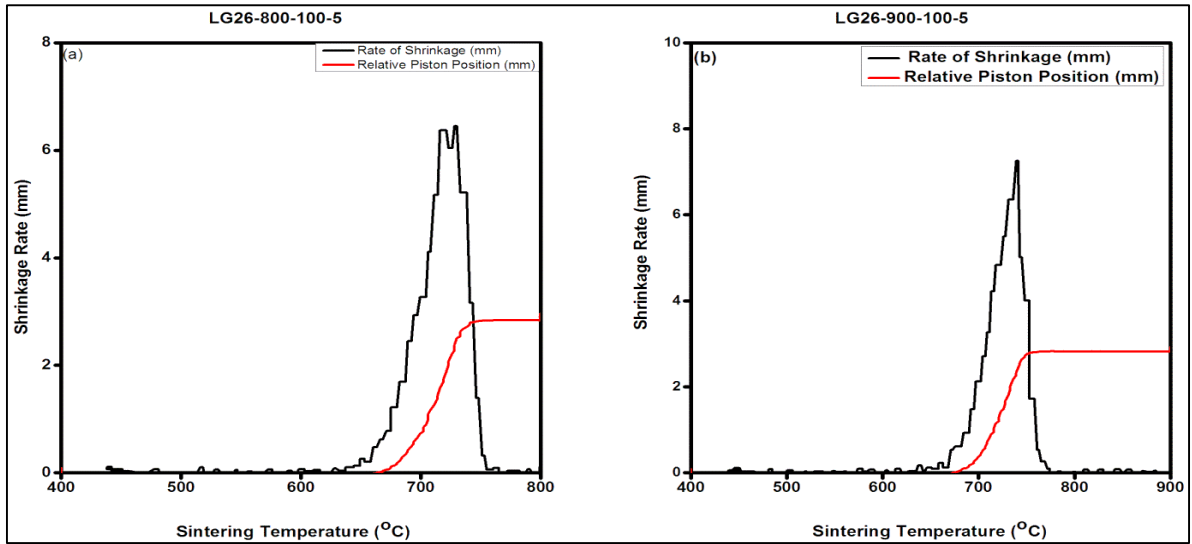 LG26-800-100-5
(a)
Rate of Shrinkage (mm)
Relative Piston Position (mm)
Shrinkage Rate (mm)
8
6
4
2
0
400 500 600 700 800
Sintering Temperature (⁰C)
LG26-900-100-5
(b)
Rate of Shrinkage (mm)
Relative Piston Position (mm)
Shrinkage Rate (mm)
10
8
6
4
2
0
400 500 600 700 800 900
Sintering Temperature (⁰C)